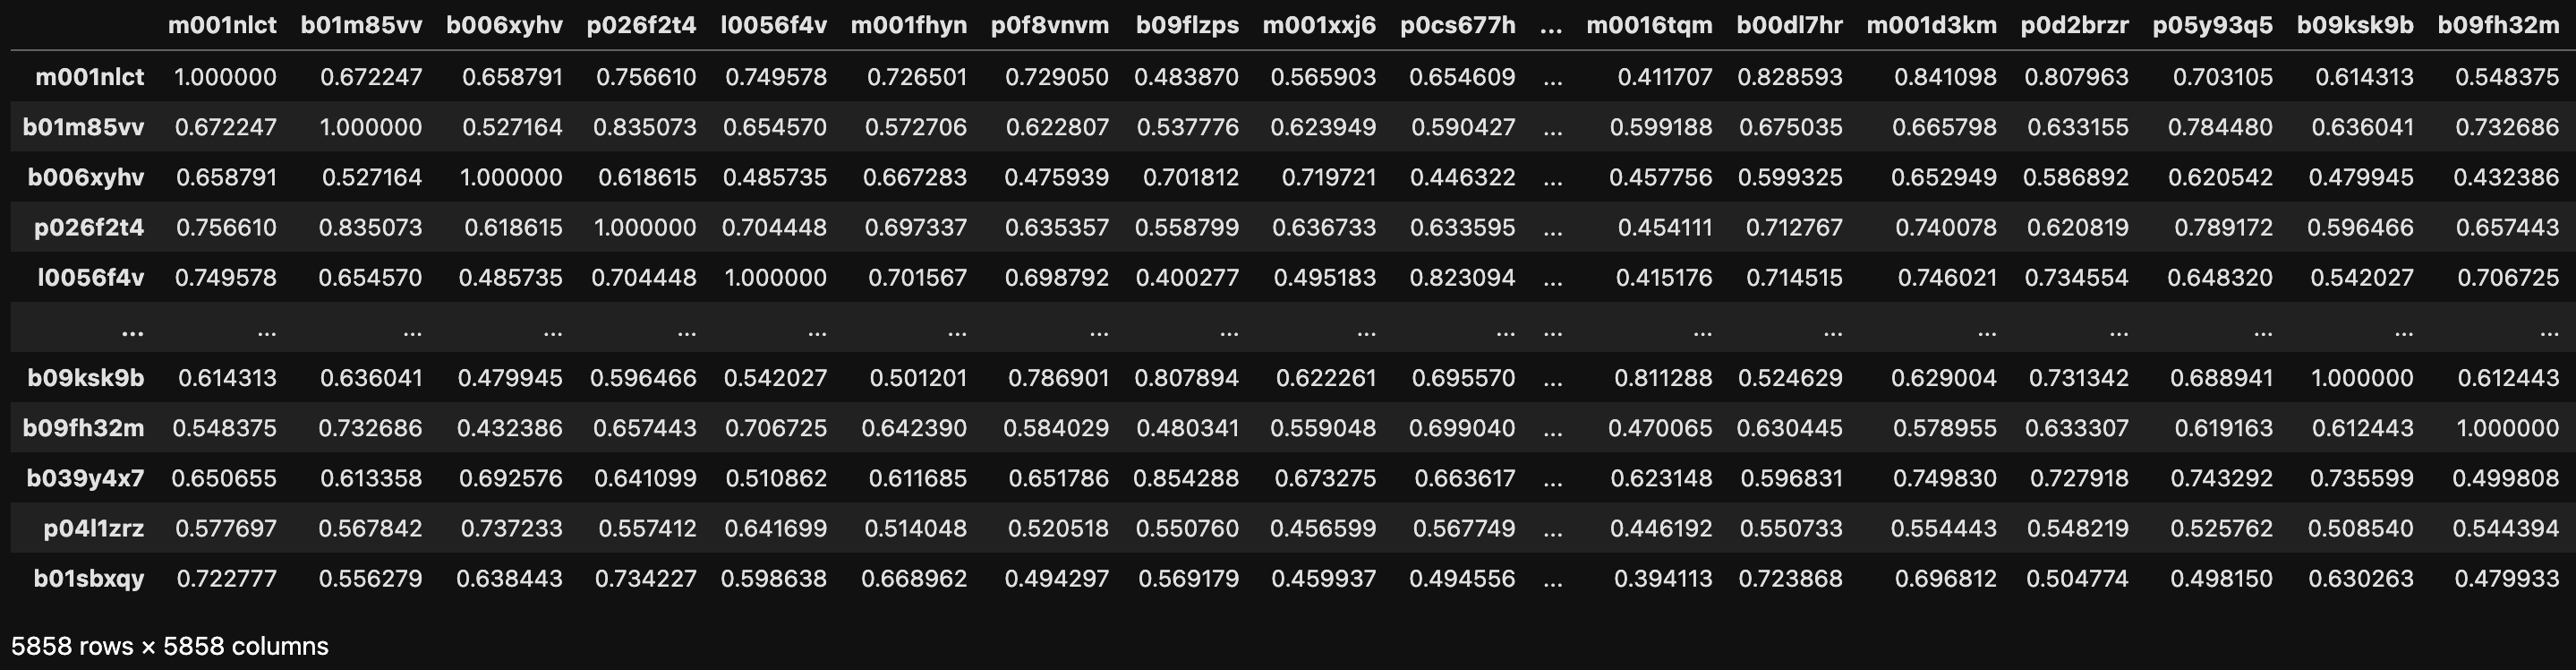 m001nlct b01m85vv b006xyhv p026f2t4 l0056f4v m001fhyn p0f8vnvm b09flzps m001xxj6 p0cs677h ... m0016tqm b00dl7hr m001d3km p0d2brzr p05y93q5 b09ksk9b b09fh32m
m001nlct 1.000000 0.672247 0.658791 0.756610 0.749578 0.726501 0.729050 0.483870 0.565903 0.654609 ... 0.411707 0.828593 0.841098 0.807963 0.703105 0.614313 0.548375
b01m85vv 0.672247 1.000000 0.527164 0.835073 0.654570 0.572706 0.622807 0.537776 0.623949 0.590427 ... 0.599188 0.675035 0.665798 0.633155 0.784480 0.636041 0.732686
b006xyhv 0.658791 0.527164 1.000000 0.618615 0.485735 0.667283 0.475939 0.701812 0.719721 0.446322 ... 0.457756 0.599325 0.652949 0.586892 0.620542 0.479945 0.432386
p026f2t4 0.756610 0.835073 0.618615 1.000000 0.704448 0.697337 0.635357 0.558799 0.636733 0.633595 ... 0.454111 0.712767 0.740078 0.620819 0.789172 0.596466 0.657443
l0056f4v 0.749578 0.654570 0.485735 0.704448 1.000000 0.701567 0.698792 0.400277 0.495183 0.823094 ... 0.415176 0.714515 0.746021 0.734554 0.648320 0.542027 0.706725
... ... ... ... ... ... ... ... ... ... ... ... ... ... ... ... ... ... ...
b09ksk9b 0.614313 0.636041 0.479945 0.596466 0.542027 0.501201 0.786901 0.807894 0.622261 0.695570 ... 0.811288 0.524629 0.629004 0.731342 0.688941 1.000000 0.612443
b09fh32m 0.548375 0.732686 0.432386 0.657443 0.706725 0.642390 0.584029 0.480341 0.559048 0.699040 ... 0.470065 0.630445 0.578955 0.633307 0.619163 0.612443 1.000000
b039y4x7 0.650655 0.613358 0.692576 0.641099 0.510862 0.611685 0.651786 0.854288 0.673275 0.663617 ... 0.623148 0.596831 0.749830 0.727918 0.743292 0.735599 0.499808
p04l1zrz 0.577697 0.567842 0.737233 0.557412 0.641699 0.514048 0.520518 0.550760 0.456599 0.567749 ... 0.446192 0.550733 0.554443 0.548219 0.525762 0.508540 0.544394
b01sbxqy 0.722777 0.556279 0.638443 0.734227 0.598638 0.668962 0.494297 0.569179 0.459937 0.494556 ... 0.394113 0.723868 0.696812 0.504774 0.498150 0.630263 0.479933
5858 rows × 5858 columns